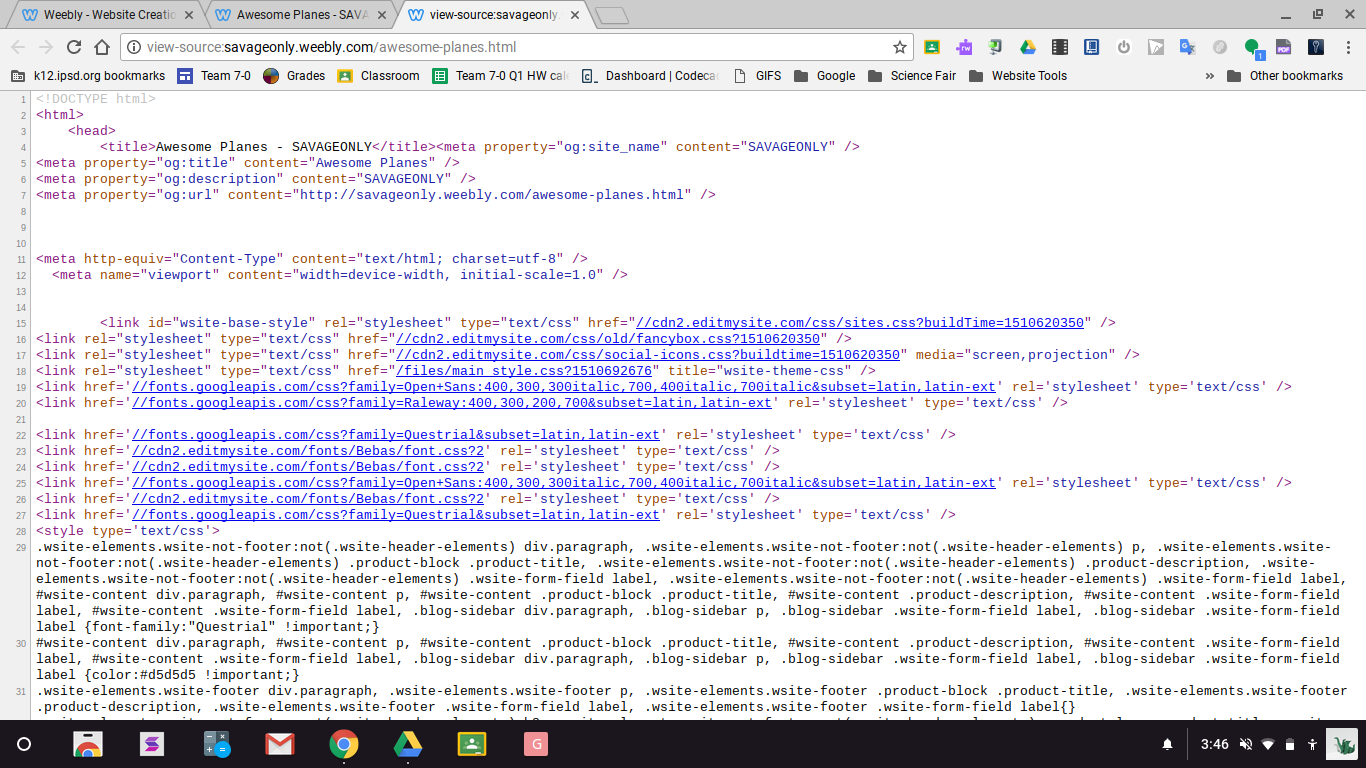 Weebly - Website Creatic
Awesome Planes - SAVA
view-source:savageonly.
view-source:savageonly.weebly.com/awesome-planes.html
k12.ipsd.org bookmarks
Team 7-0
Grades
Classroom
Team 7-0 Q1 HW cal
Dashboard | Codeca
GIFS
Google
Science Fair
Website Tools
»
Other bookmarks
1 <!DOCTYPE html>
2 <html>
3 <head>
4 <title>Awesome Planes - SAVAGEONLY</title><meta property="og:site_name" content="SAVAGEONLY" />
5 <meta property="og:title" content="Awesome Planes" />
6 <meta property="og:description" content="SAVAGEONLY" />
7 <meta property="og:url" content="http://savageonly.weebly.com/awesome-planes.html" />
8
9
10
11 <meta http-equiv="Content-Type" content="text/html; charset=utf-8" />
12 <meta name="viewport" content="width=device-width, initial-scale=1.0" />
13
14
15 <link id="wsite-base-style" rel="stylesheet" type="text/css" href="//cdn2.editmysite.com/css/sites.css?buildTime=1510620350" />
16 <link rel="stylesheet" type="text/css" href="//cdn2.editmysite.com/css/old/fancybox.css?1510620350" />
17 <link rel="stylesheet" type="text/css" href="//cdn2.editmysite.com/css/social-icons.css?buildtime=1510620350" media="screen,projection" />
18 <link rel="stylesheet" type="text/css" href="/files/main_style.css?1510692676" title="wsite-theme-css" />
19 <link href='//fonts.googleapis.com/css?family=Open+Sans:400,300,300italic,700,400italic,700italic&subset=latin,latin-ext' rel='stylesheet' type='text/css' />
20 <link href='//fonts.googleapis.com/css?family=Raleway:400,300,200,700&subset=latin,latin-ext' rel='stylesheet' type='text/css' />
21
22 <link href='//fonts.googleapis.com/css?family=Questrial&subset=latin,latin-ext' rel='stylesheet' type='text/css' />
23 <link href='//cdn2.editmysite.com/fonts/Bebas/font.css?2' rel='stylesheet' type='text/css' />
24 <link href='//cdn2.editmysite.com/fonts/Bebas/font.css?2' rel='stylesheet' type='text/css' />
25 <link href='//fonts.googleapis.com/css?family=Open+Sans:400,300,300italic,700,400italic,700italic&subset=latin,latin-ext' rel='stylesheet' type='text/css' />
26 <link href='//cdn2.editmysite.com/fonts/Bebas/font.css?2' rel='stylesheet' type='text/css' />
27 <link href='//fonts.googleapis.com/css?family=Questrial&subset=latin,latin-ext' rel='stylesheet' type='text/css' />
28 <style type='text/css'>
29 .wsite-elements.wsite-not-footer:not(.wsite-header-elements) div.paragraph, .wsite-elements.wsite-not-footer:not(.wsite-header-elements) p, .wsite-elements.wsite-
not-footer:not(.wsite-header-elements) .product-block .product-title, .wsite-elements.wsite-not-footer:not(.wsite-header-elements) .product-description, .wsite-
elements.wsite-not-footer:not(.wsite-header-elements) .wsite-form-field label, .wsite-elements.wsite-not-footer:not(.wsite-header-elements) .wsite-form-field label,
#wsite-content div.paragraph, #wsite-content p, #wsite-content .product-block .product-title, #wsite-content .product-description, #wsite-content .wsite-form-field
label, #wsite-content .wsite-form-field label, .blog-sidebar div.paragraph, .blog-sidebar p, .blog-sidebar .wsite-form-field label, .blog-sidebar .wsite-form-field
label {font-family:"Questrial" !important;}
30 #wsite-content div.paragraph, #wsite-content p, #wsite-content .product-block .product-title, #wsite-content .product-description, #wsite-content .wsite-form-field
label, #wsite-content .wsite-form-field label, .blog-sidebar div.paragraph, .blog-sidebar p, .blog-sidebar .wsite-form-field label, .blog-sidebar .wsite-form-field
label {color:#d5d5d5 !important;}
31 .wsite-elements.wsite-footer div.paragraph, .wsite-elements.wsite-footer p, .wsite-elements.wsite-footer .product-block .product-title, .wsite-elements.wsite-footer
.product-description, .wsite-elements.wsite-footer .wsite-form-field label, .wsite-elements.wsite-footer .wsite-form-field label{}
G
3:46